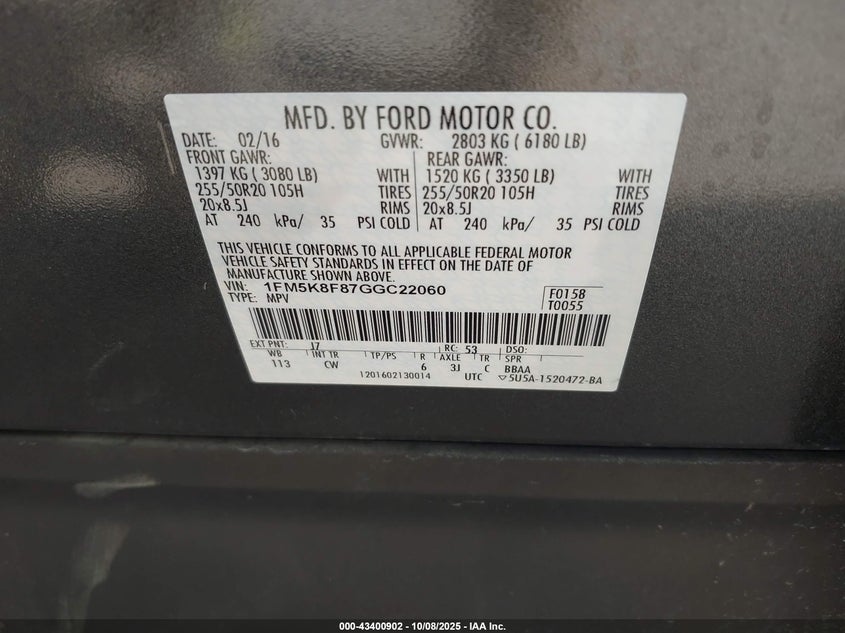 MFD. BY FORD MOTOR CO.
DATE: 02/16 GVWR: 2803 KG ( 6180 LB)
FRONT GAWR: REAR GAWR:
1397 KG ( 3080 LB) WITH 1520 KG ( 3350 LB) WITH
255/50R20 105H TIRES 255/50R20 105H TIRES
20x8.5J RIMS 20x8.5J RIMS
AT 240 kPa/ 35 PSI COLD AT 240 kPa/ 35 PSI COLD
THIS VEHICLE CONFORMS TO ALL APPLICABLE FEDERAL MOTOR
VEHICLE SAFETY STANDARDS IN EFFECT ON THE DATE OF
MANUFACTURE SHOWN ABOVE.
VIN: 1FM5K8F87GGC22060 F0158
TYPE: MPV T0055
EXT PNT: J7 RC: 53 DSO:
WB INT TR TP/PS R AXLE TR SPR
113 CW 6 3J C BBAA
1201602130014 UTC ▽5U5A-1520472-BA
000-43400902 - 10/08/2025 - IAA Inc.